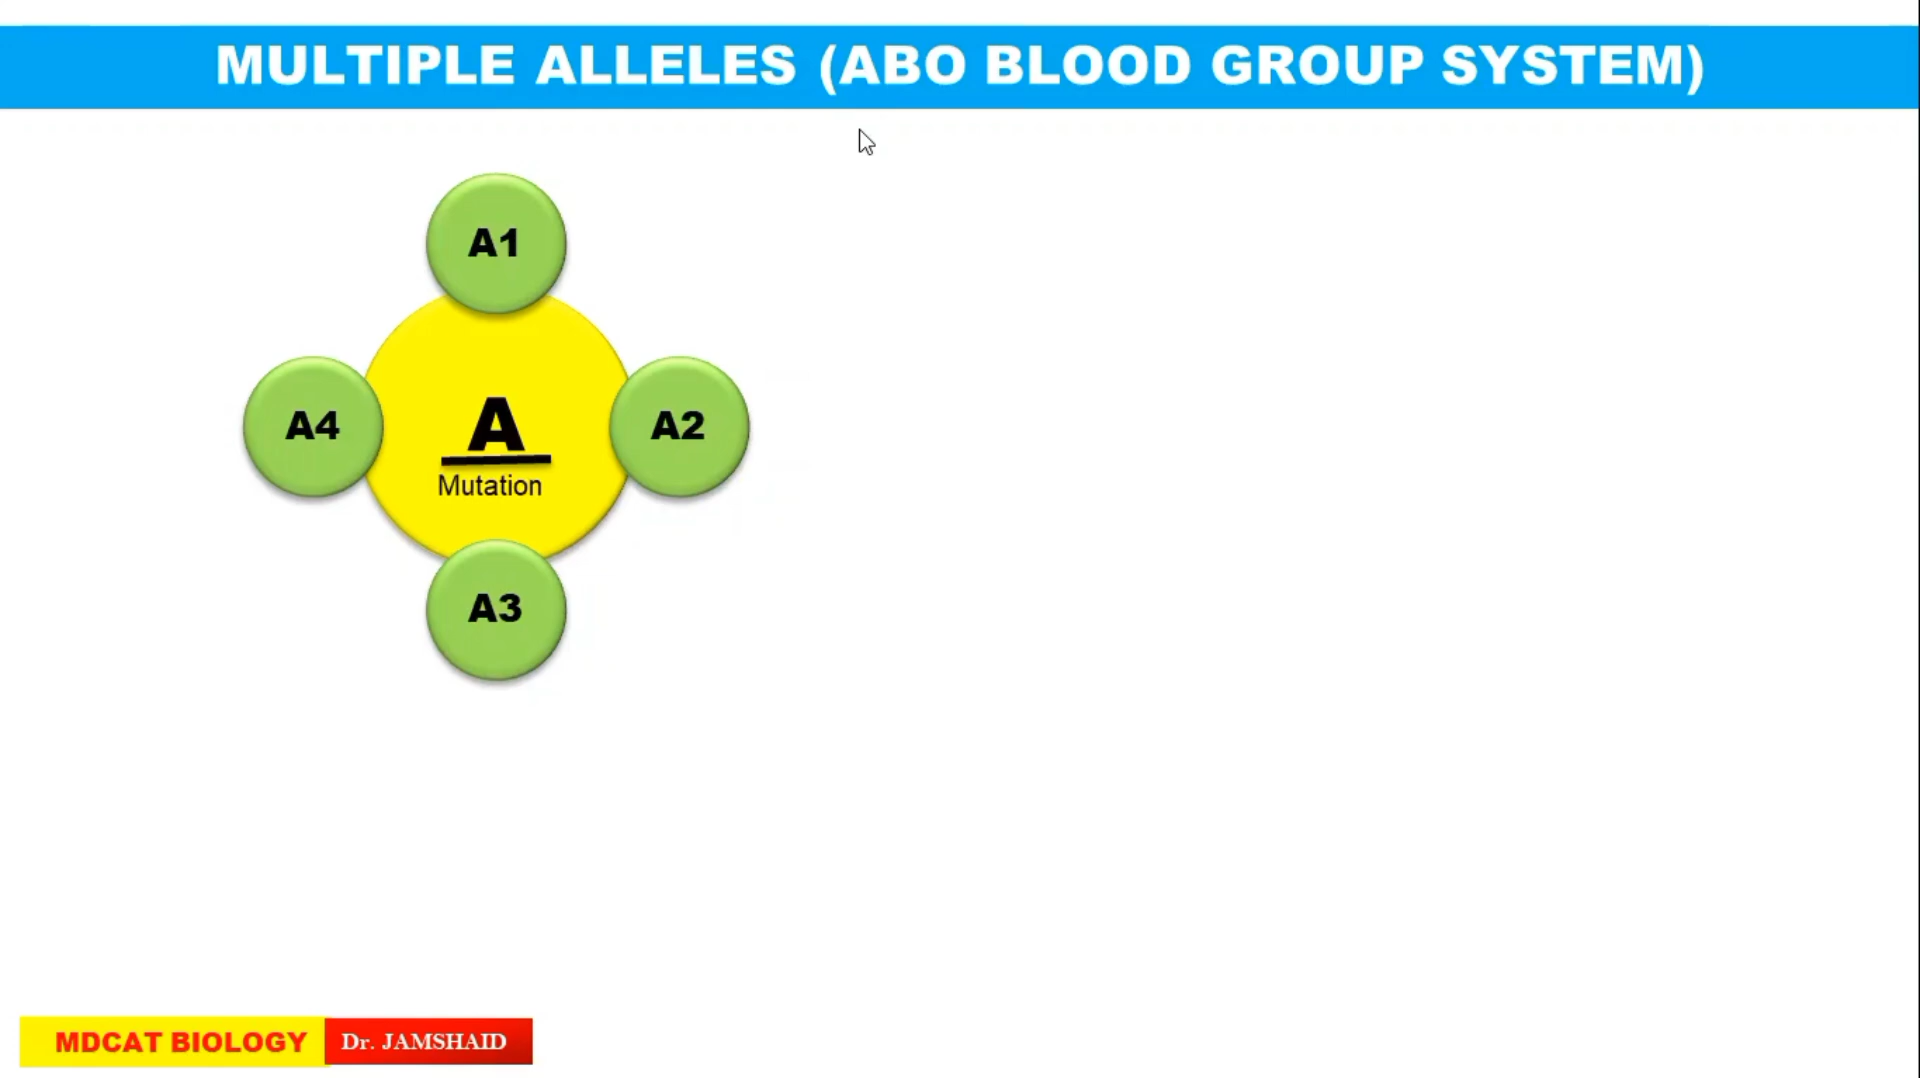 MULTIPLE ALLELES (ABO BLOOD GROUP SYSTEM)
A1
A4
A
A2
Mutation
A3
MDCAT BIOLOGY
Dr. JAMSHAID